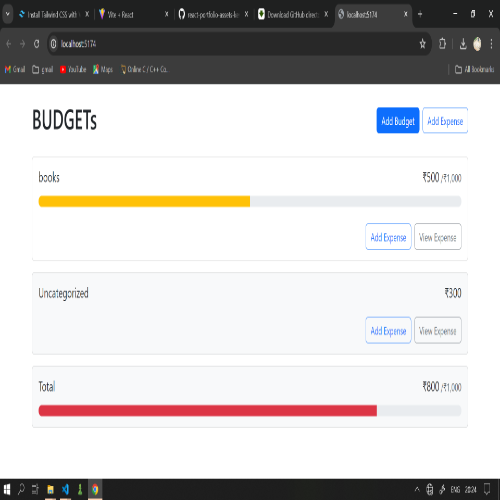 Install Tailwind CSS with
Vite + React
react-portfolio-assets-kit
Download GitHub direct
localhost:5174
localhost:5174
Gmail
gmail
YouTube
Maps
Online C / C++ Co...
All Bookmarks
BUDGETs
Add Budget
Add Expense
books
₹500 /₹1,000
Add Expense
View Expense
Uncategorized
₹300
Add Expense
View Expense
Total
₹800 /₹1,000
ENG
20:24